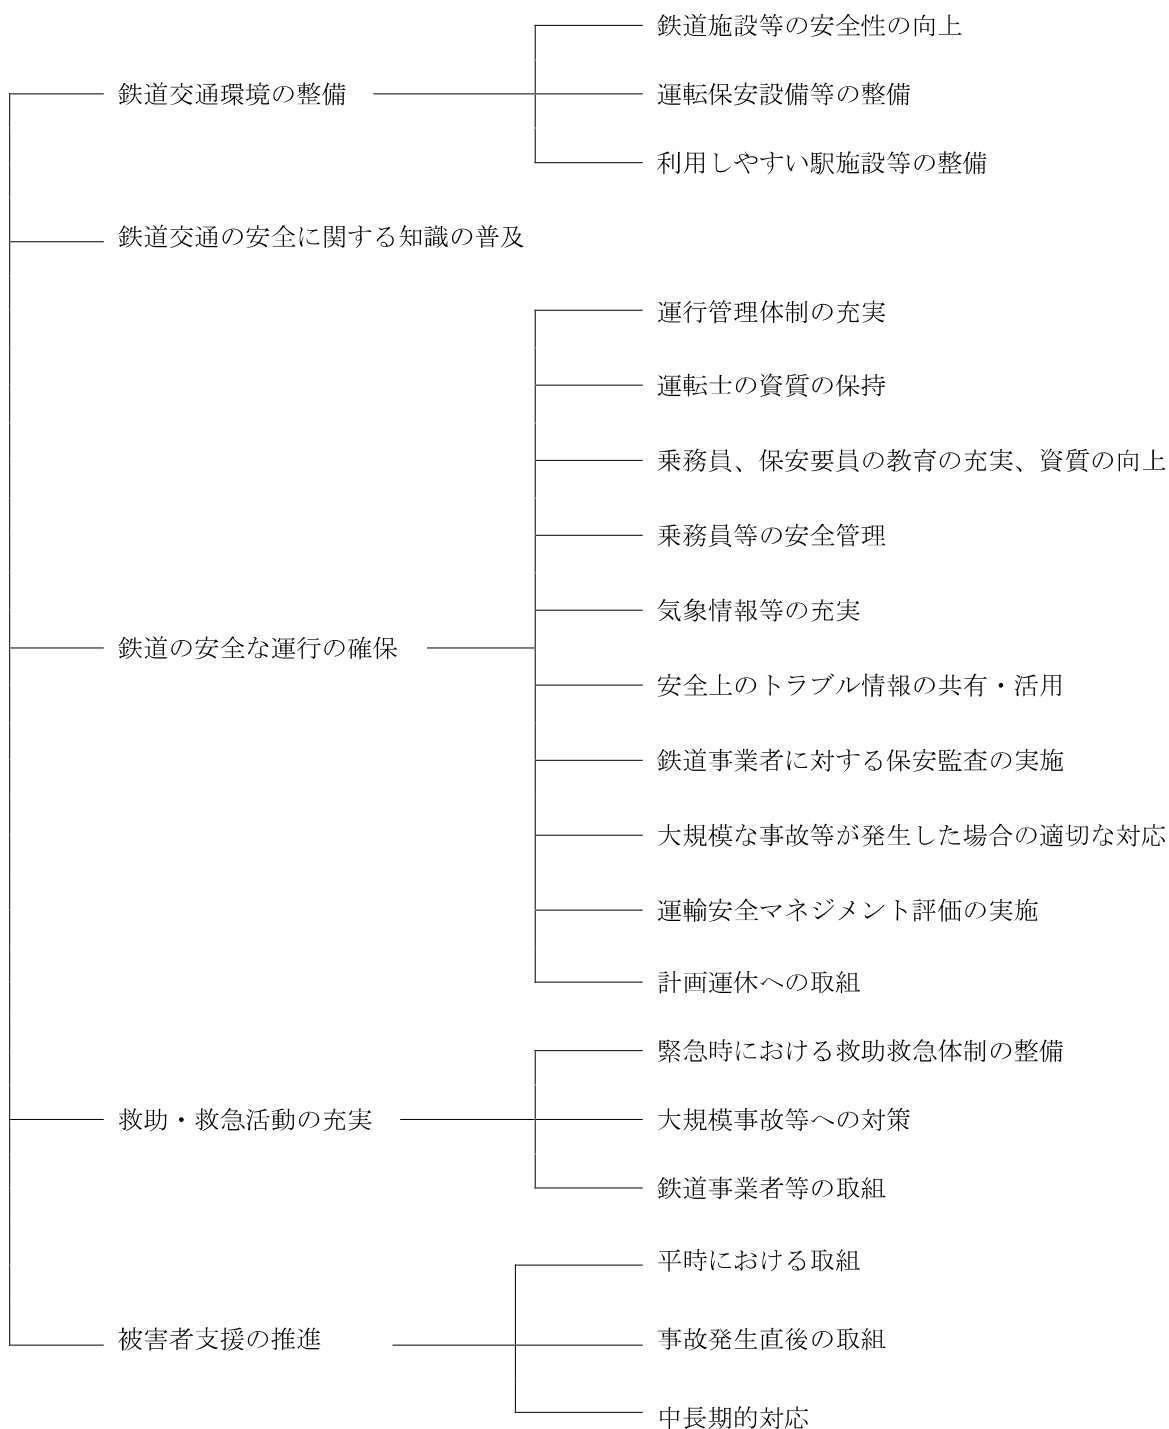 鉄道交通環境の整備
鉄道施設等の安全性の向上
運転保安設備等の整備
利用しやすい駅施設等の整備
鉄道交通の安全に関する知識の普及
鉄道の安全な運行の確保
運行管理体制の充実
運転士の資質の保持
乗務員、保安要員の教育の充実、資質の向上
乗務員等の安全管理
気象情報等の充実
安全上のトラブル情報の共有・活用
鉄道事業者に対する保安監査の実施
大規模な事故等が発生した場合の適切な対応
運輸安全マネジメント評価の実施
計画運休への取組
救助・救急活動の充実
緊急時における救助救急体制の整備
大規模事故等への対策
鉄道事業者等の取組
被害者支援の推進
平時における取組
事故発生直後の取組
中長期的対応